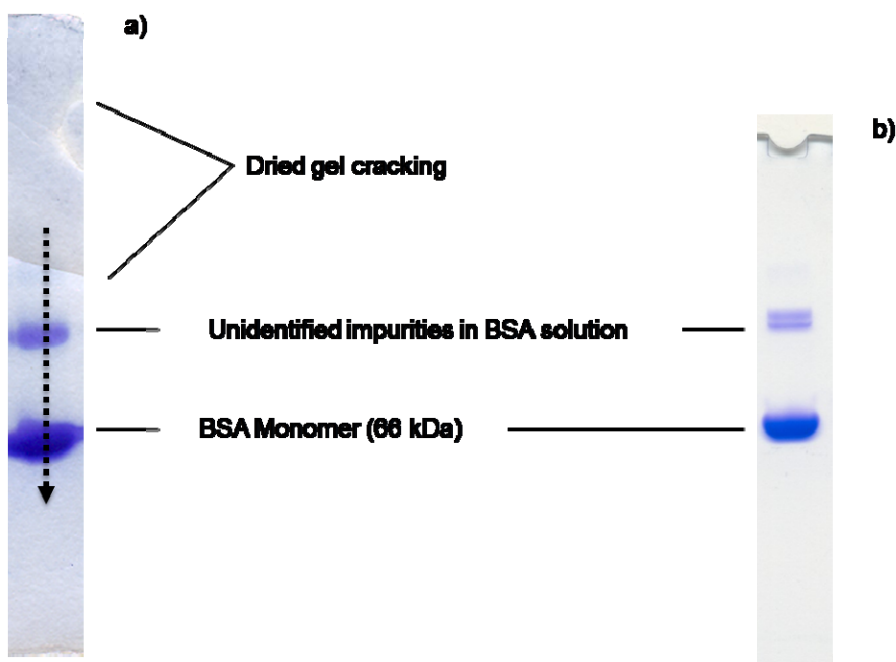 a)
b)
Dried gel cracking
Unidentified impurities in BSA solution
BSA Monomer (66 kDa)